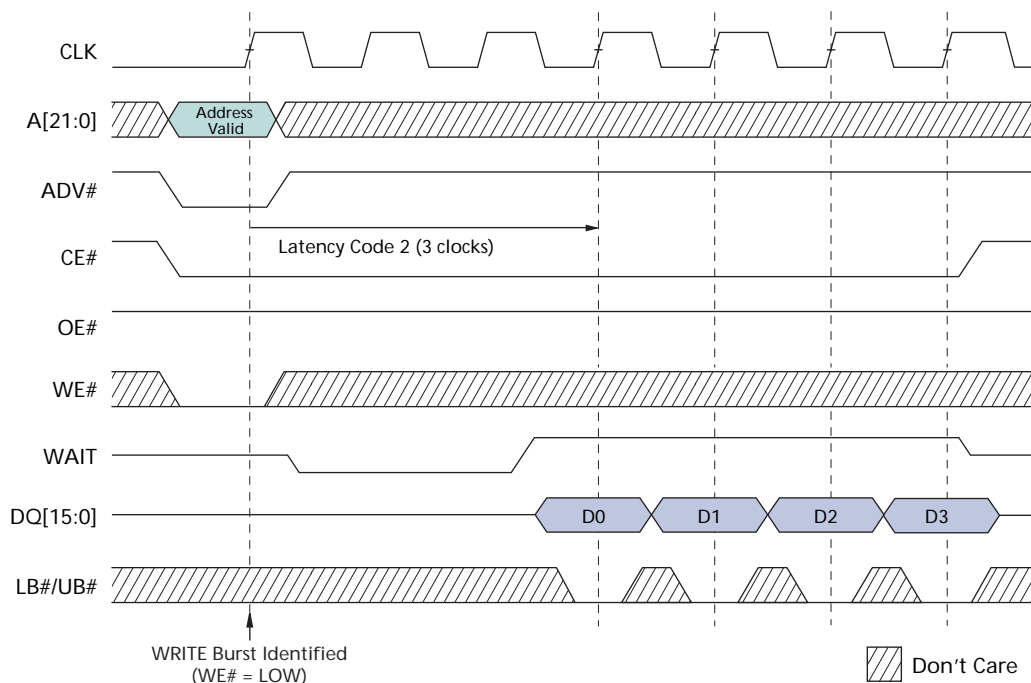 CLK
A[21:0]
Address
Valid
ADV#
Latency Code 2 (3 clocks)
CE#
OE#
WE#
WAIT
DQ[15:0]
D0
D1
D2
D3
LB#/UB#
WRITE Burst Identified
(WE# = LOW)
Don't Care